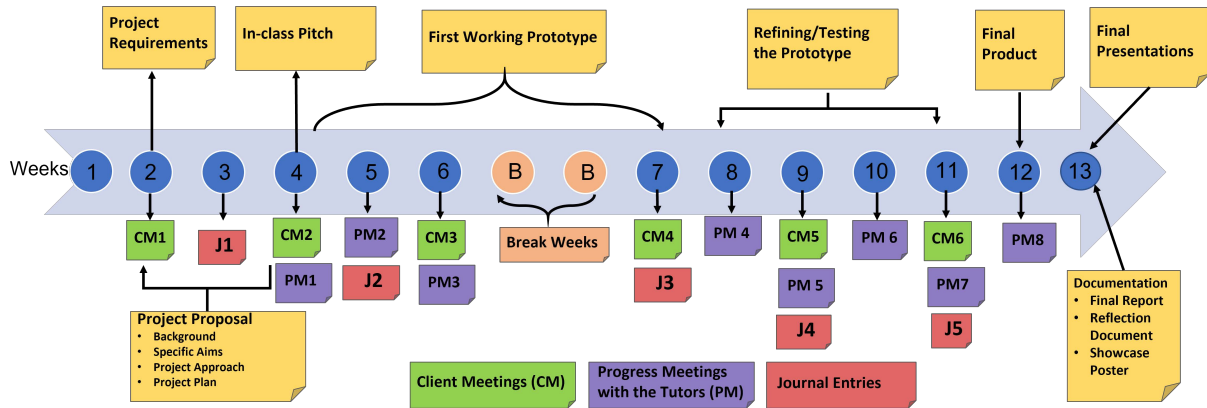 Project
Requirements
In-class Pitch
First Working Prototype
Refining/Testing
the Prototype
Final
Product
Final
Presentations
Weeks
1
2
3
4
5
6
B
B
7
8
9
10
11
12
13
CM1
J1
CM2
PM1
PM2
J2
CM3
PM3
Break Weeks
CM4
J3
PM 4
CM5
PM 5
J4
PM 6
CM6
PM7
J5
PM8
Project Proposal
• Background
• Specific Aims
• Project Approach
• Project Plan
Documentation
• Final Report
• Reflection
Document
• Showcase
Poster
Client Meetings (CM)
Progress Meetings
with the Tutors (PM)
Journal Entries